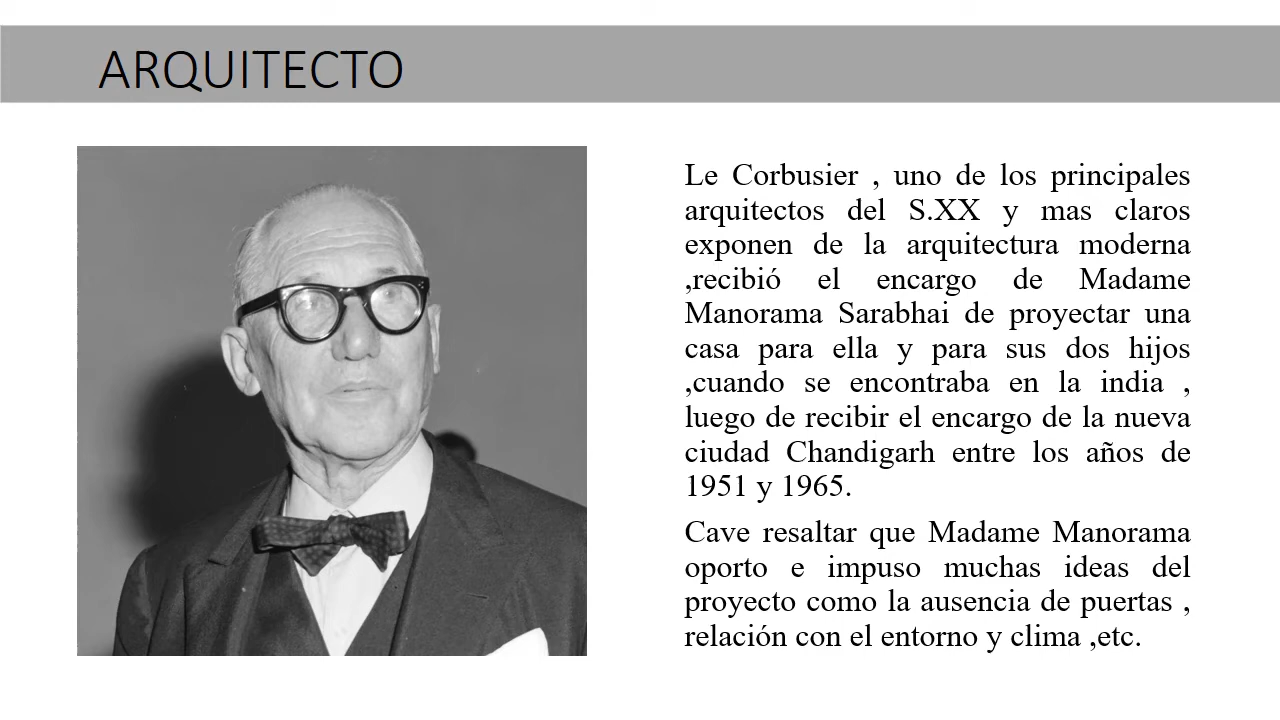 ARQUITECTO
Le Corbusier , uno de los principales
arquitectos del S.XX y mas claros
exponen de la arquitectura moderna
,recibió el encargo de Madame
Manorama Sarabhai de proyectar una
casa para ella y para sus dos hijos
,cuando se encontraba en la india ,
luego de recibir el encargo de la nueva
ciudad Chandigarh entre los años de
1951 y 1965.
Cave resaltar que Madame Manorama
oporto e impuso muchas ideas del
proyecto como la ausencia de puertas ,
relación con el entorno y clima ,etc.